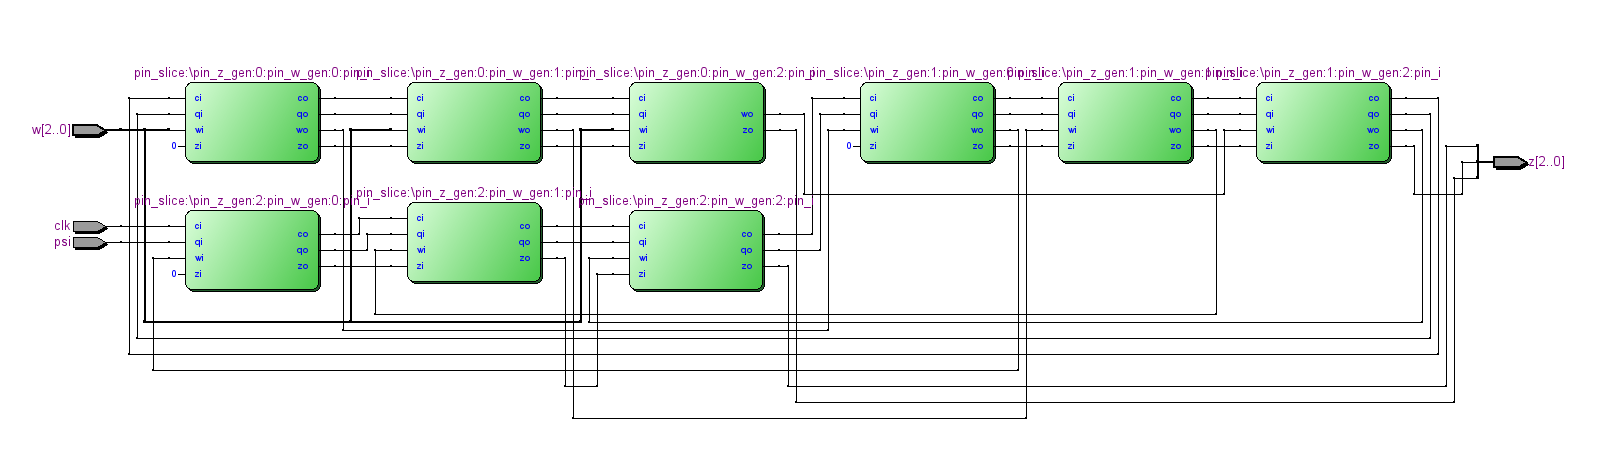 pin_slice:\pin_z_gen:0:pin_w_gen:0:pin_i
pin_slice:\pin_z_gen:0:pin_w_gen:1:pin_i
pin_slice:\pin_z_gen:0:pin_w_gen:2:pin_i
pin_slice:\pin_z_gen:1:pin_w_gen:0:pin_i
pin_slice:\pin_z_gen:1:pin_w_gen:1:pin_i
pin_slice:\pin_z_gen:1:pin_w_gen:2:pin_i
ci co ci co ci ci co ci co ci co
qi qo qi qo qi wo qi qo qi qo qi qo
w[2..0] wi wo wi wo wi zo wi wo wi wo wi wo
0 zi zo zi zo zi 0 zi zo zi zo zi zo
z[2..0]
pin_slice:\pin_z_gen:2:pin_w_gen:0:pin_i
pin_slice:\pin_z_gen:2:pin_w_gen:1:pin_i
pin_slice:\pin_z_gen:2:pin_w_gen:2:pin_i
clk ci co
psi qi qo
wi zo
0 zi
ci co
qi qo
wi zo
zi
ci co
qi qo
wi zo
zi